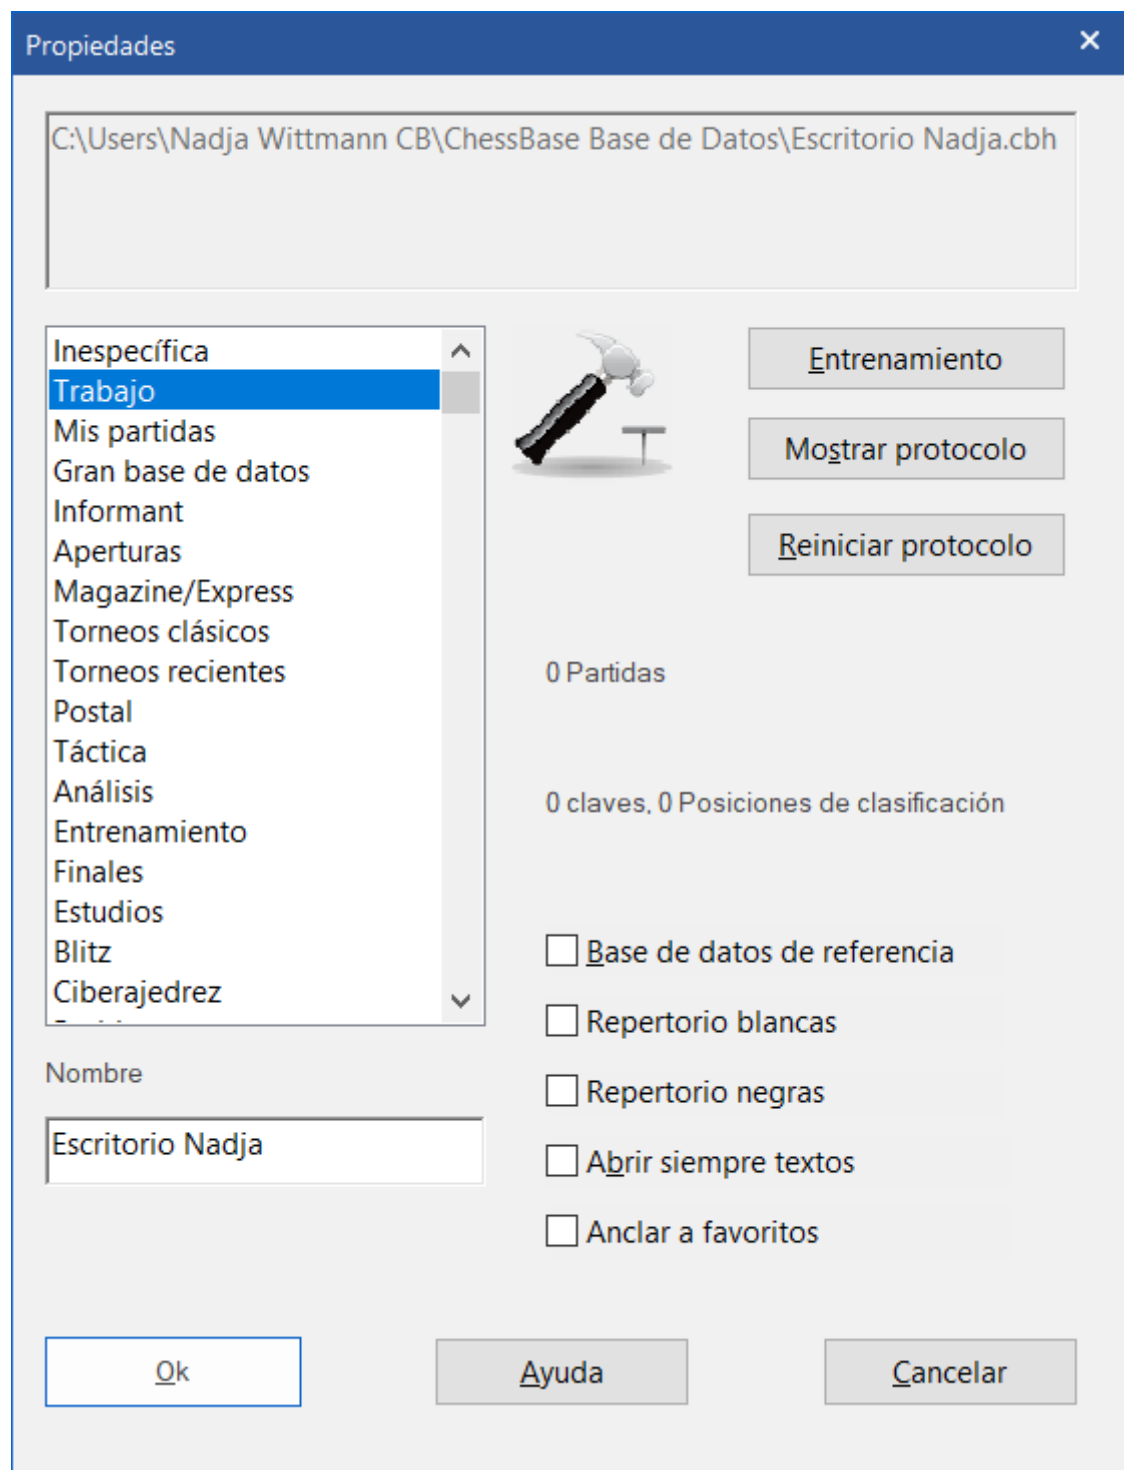 Propiedades
C:\Users\Nadja Wittmann CB\ChessBase Base de Datos\Escritorio Nadja.cbh
Inespecífica
Trabajo
Mis partidas
Gran base de datos
Informant
Aperturas
Magazine/Express
Torneos clásicos
Torneos recientes
Postal
Táctica
Análisis
Entrenamiento
Finales
Estudios
Blitz
Ciberajedrez
Nombre
Escritorio Nadja
Entrenamiento
Mostrar protocolo
Reiniciar protocolo
0 Partidas
0 claves, 0 Posiciones de clasificación
Base de datos de referencia
Repertorio blancas
Repertorio negras
Abrir siempre textos
Anclar a favoritos
Ok
Ayuda
Cancelar